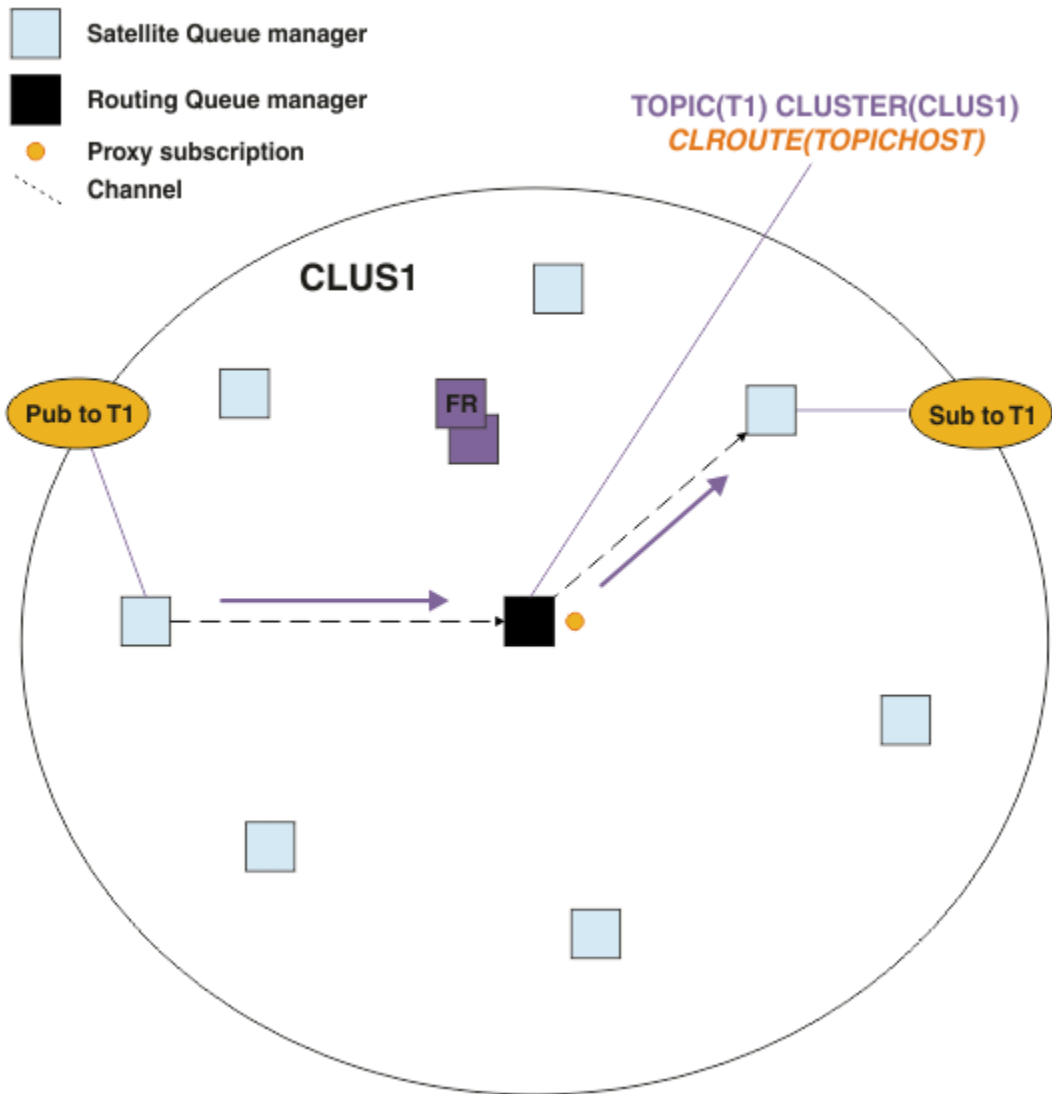 Satellite Queue manager
Routing Queue manager
Proxy subscription
Channel
TOPIC(T1) CLUSTER(CLUS1)
CLROUTE(TOPICHOST)
CLUS1
FR
Pub to T1
Sub to T1